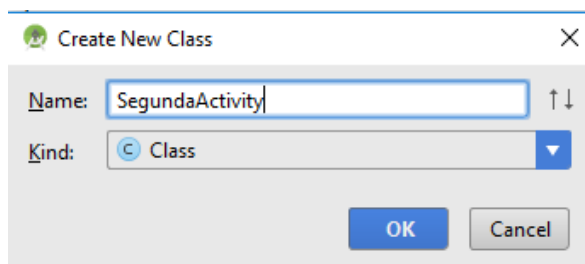 Create New Class
Name: SegundaActivity
Kind: C Class
OK Cancel